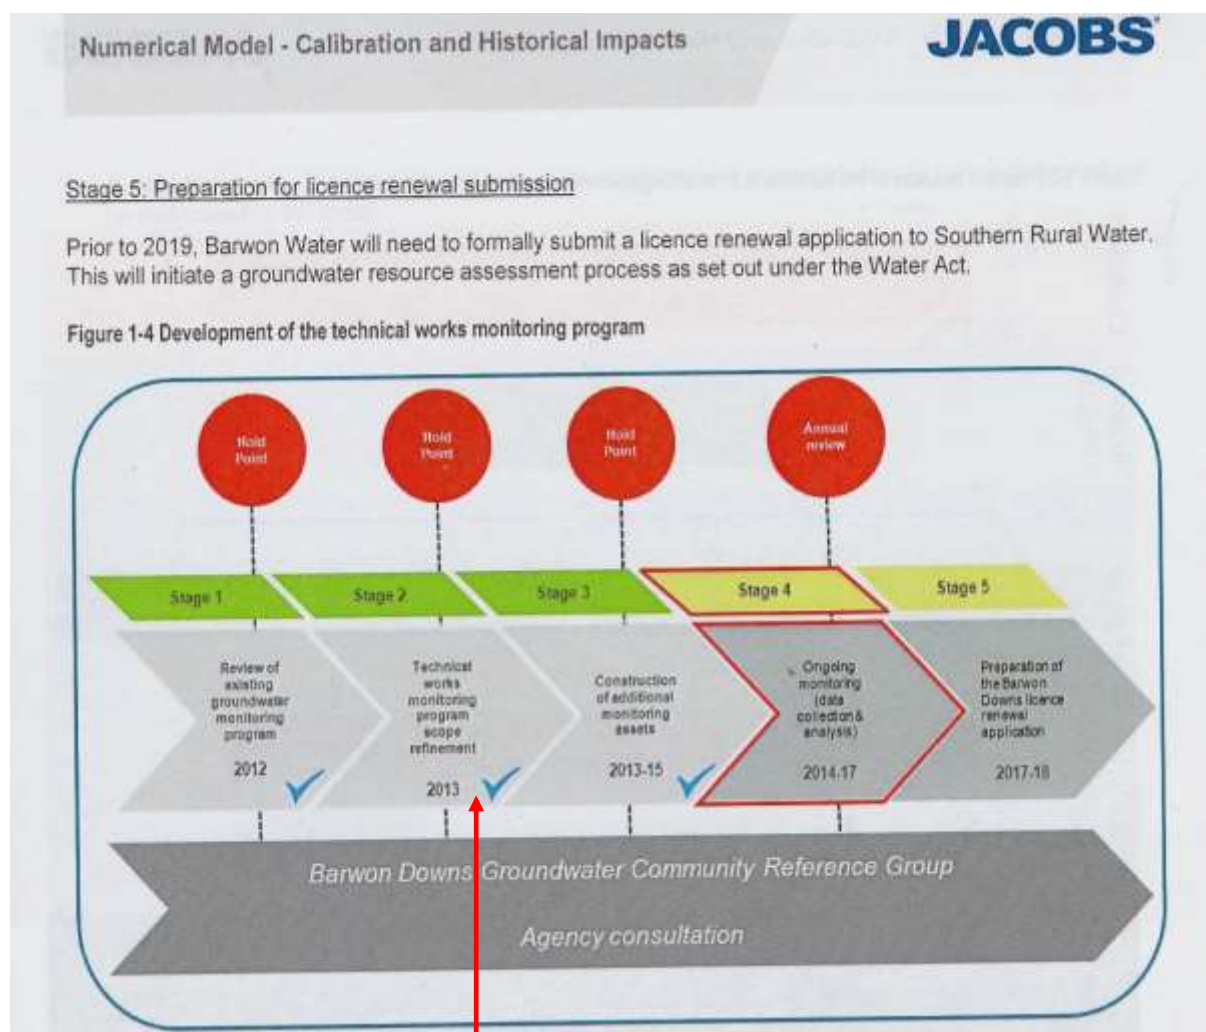 Numerical Model - Calibration and Historical Impacts
JACOBS
Stage 5: Preparation for licence renewal submission
Prior to 2019, Barwon Water will need to formally submit a licence renewal application to Southern Rural Water.
This will initiate a groundwater resource assessment process as set out under the Water Act.
Figure 1-4 Development of the technical works monitoring program
Hold
Point
Hold
Point
Hold
Point
Annual
review
Stage 1
Stage 2
Stage 3
Stage 4
Stage 5
Review of
existing
groundwater
monitoring
program
2012
Technical
works
monitoring
program
scope
refinement
2013
Construction
of additional
monitoring
assets
2013-15
Ongoing
monitoring
(data
collection &
analysis)
2014-17
Preparation of
the Barwon
Downs licence
renewal
application
2017-18
Barwon Downs Groundwater Community Reference Group
Agency consultation